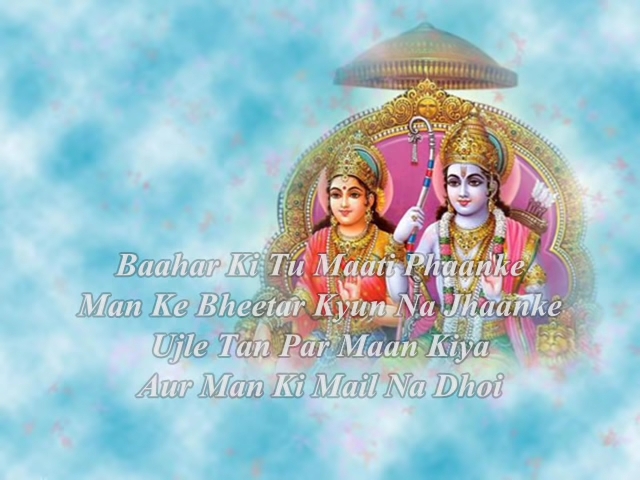 Baahar Ki Tu Maati Phaanke
Man Ke Bheetar Kyun Na Jhaanke
Ujle Tan Par Maan Kiya
Aur Man Ki Mail Na Dhoi